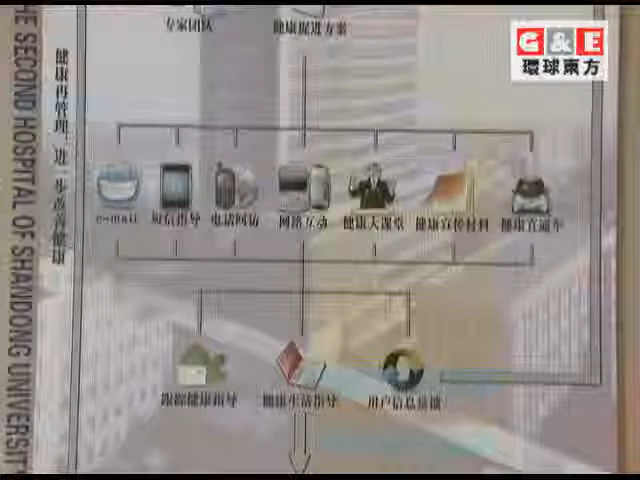 专家团队
健康促进方案
G&E
環球東方
THE SECOND HOSPITAL OF SHANDONG UNIVERSITY
健康再管理,进一步改善健康
e-mail
短信指导
电话回访
网络互动
健康大课堂
健康宣传材料
健康直通车
跟踪健康指导
健康生活指导
用户信息反馈